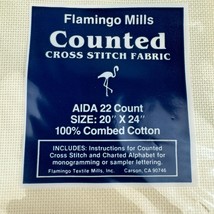 Flamingo Mills
Counted
CROSS STITCH FABRIC
AIDA 22 Count
SIZE: 20" X 24"
100% Combed Cotton
INCLUDES: Instructions for Counted
Cross Stitch and Charted Alphabet for
monogramming or sampler lettering.
Flamingo Textile Mills, Inc. Carson, CA 90746